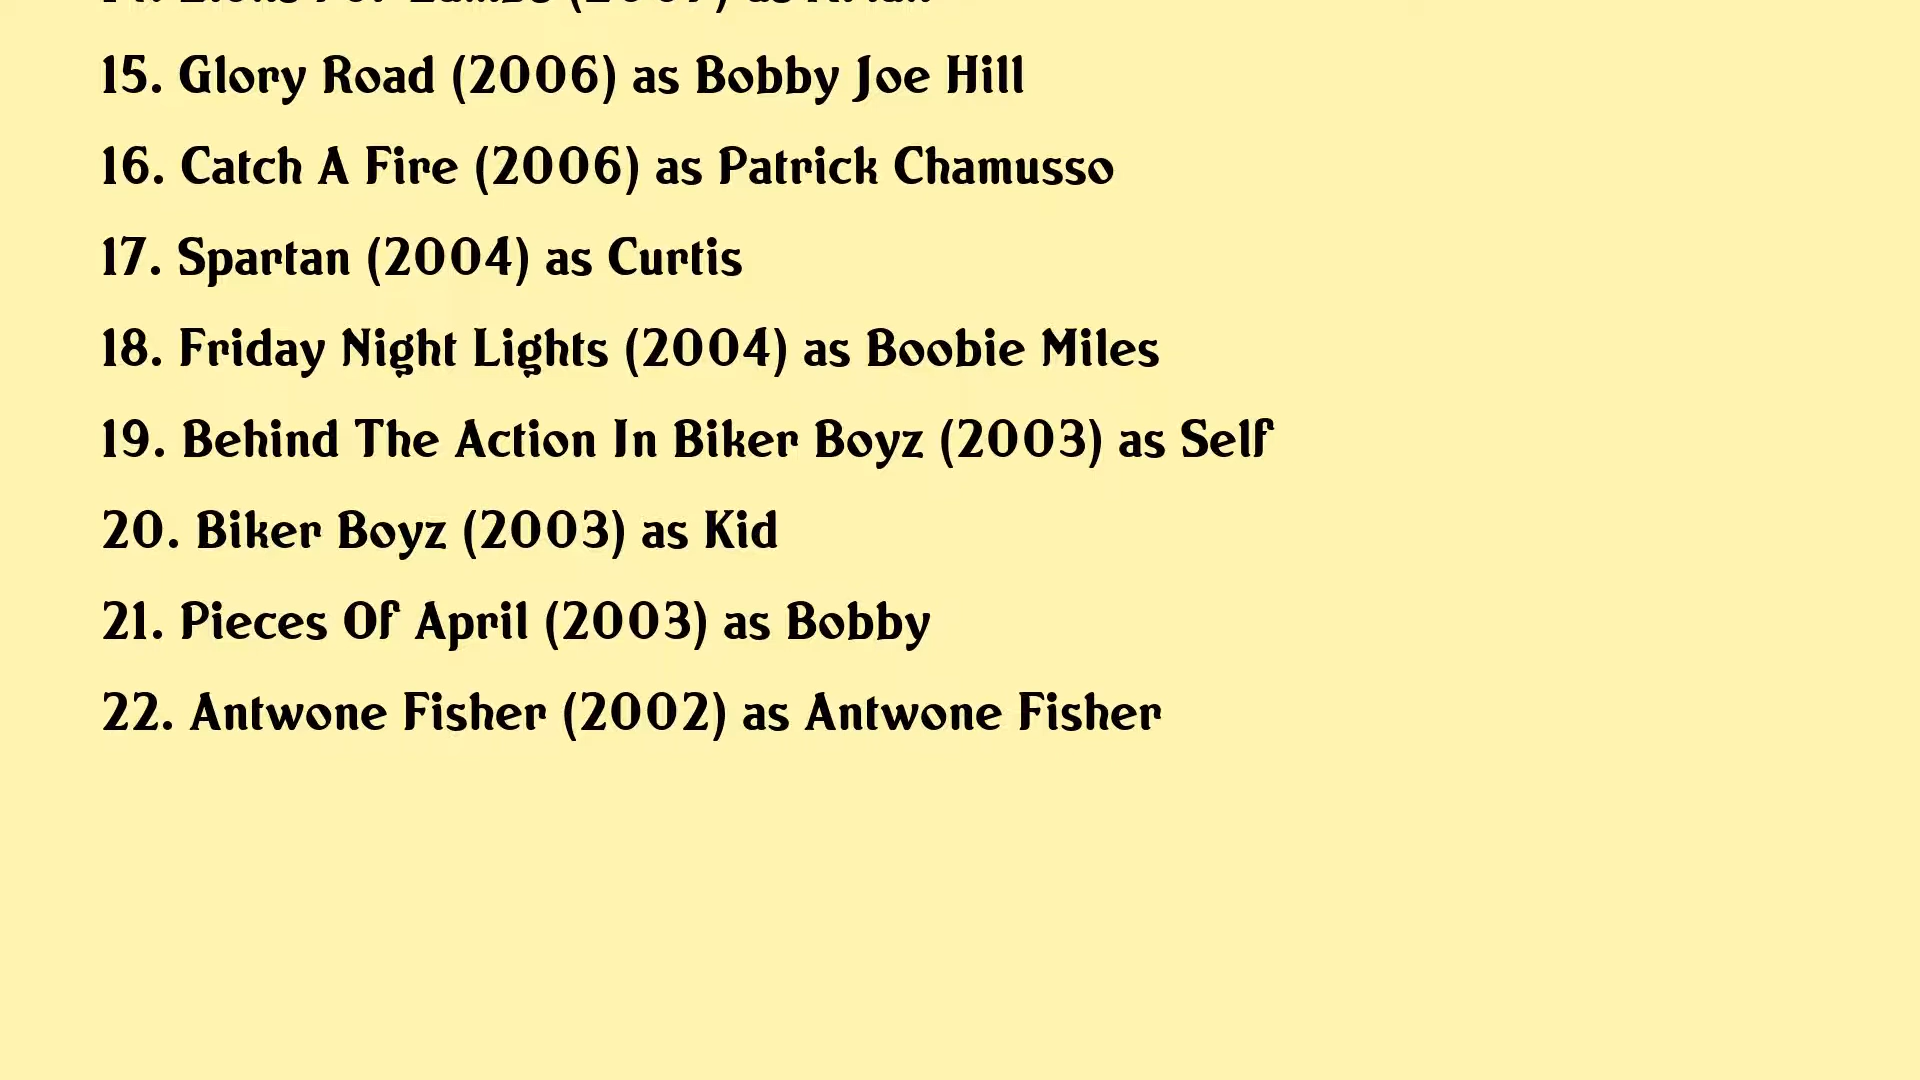 15. Glory Road (2006) as Bobby Joe Hill
16. Catch A Fire (2006) as Patrick Chamusso
17. Spartan (2004) as Curtis
18. Friday Night Lights (2004) as Boobie Miles
19. Behind The Action In Biker Boyz (2003) as Self
20. Biker Boyz (2003) as Kid
21. Pieces Of April (2003) as Bobby
22. Antwone Fisher (2002) as Antwone Fisher